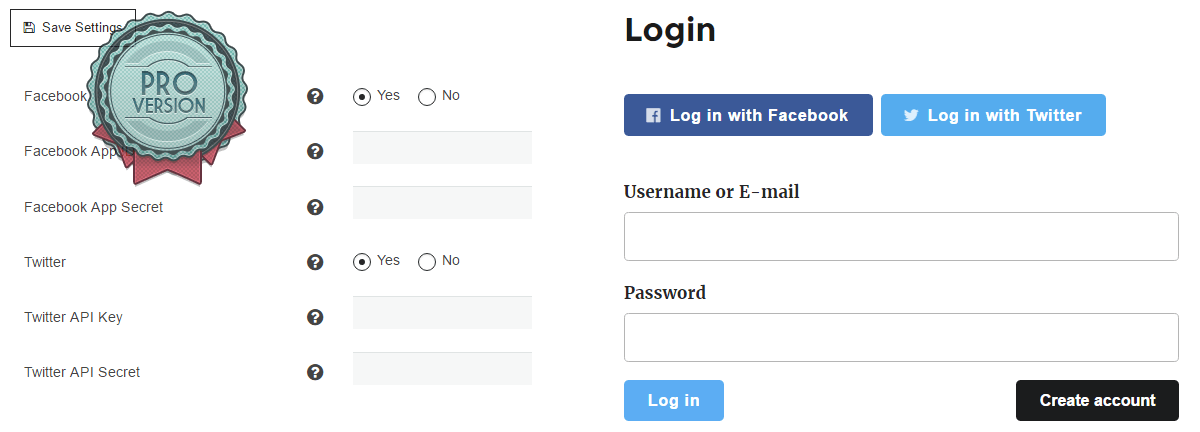 Save Settings
PRO
VERSION
Facebook
Yes
No
Facebook App
Facebook App Secret
Twitter
Yes
No
Twitter API Key
Twitter API Secret
Login
Log in with Facebook
Log in with Twitter
Username or E-mail
Password
Log in
Create account